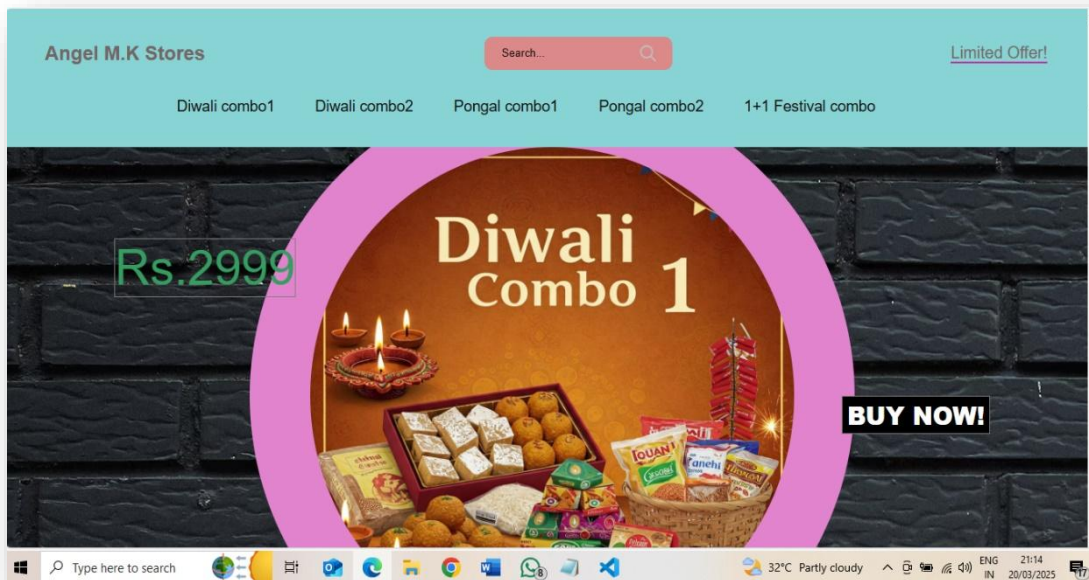 Angel M.K Stores
Search...
Limited Offer!
Diwali combo1 Diwali combo2 Pongal combo1 Pongal combo2 1+1 Festival combo
Diwali
Combo 1
Rs.2999
BUY NOW!
Type here to search
8
32°C Partly cloudy
ENG
IN
21:14
20/03/2025